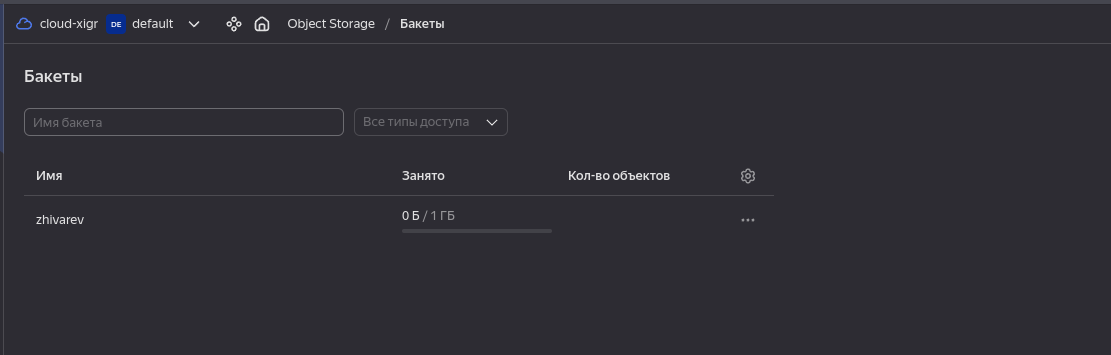 cloud-xigr DE default Object Storage / Бакеты
Бакеты
Имя бакета Все типы доступа
Имя Занято Кол-во объектов
zhivarev 0 Б / 1 ГБ